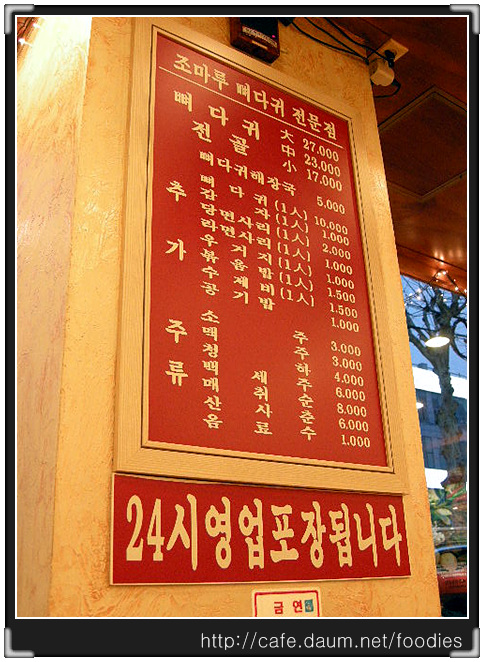 조마루 뼈다귀 전문점
뼈다귀전골 大 27.000
中 23.000
小 17.000
뼈다귀해장국 5.000
추가
뼈다귀(1人) 10.000
감자(1人) 1.000
당면사리(1人) 2.000
라면사리 1.000
우거지(1人) 1.000
볶음밥(1人) 1.500
수제비(1人) 1.500
공기밥 1.000
주류
소주 3.000
맥주 3.000
청하 4.000
백세주 6.000
매취순 8.000
산사춘 6.000
음료수 1.000
24시영업포장됩니다
금연
http://cafe.daum.net/foodies